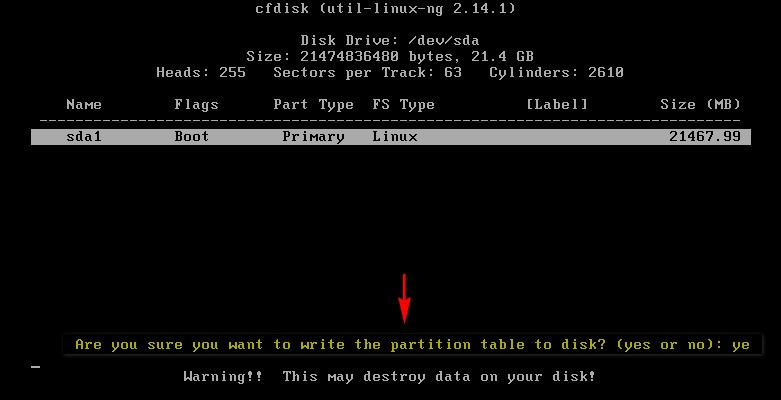 cfdisk (util-linux-ng 2.14.1)
Disk Drive: /dev/sda
Size: 21474836480 bytes, 21.4 GB
Heads: 255 Sectors per Track: 63 Cylinders: 2610
Name Flags Part Type FS Type [Label] Size (MB)
sda1 Boot Primary Linux 21467.99
Are you sure you want to write the partition table to disk? (yes or no): ye
Warning!! This may destroy data on your disk!